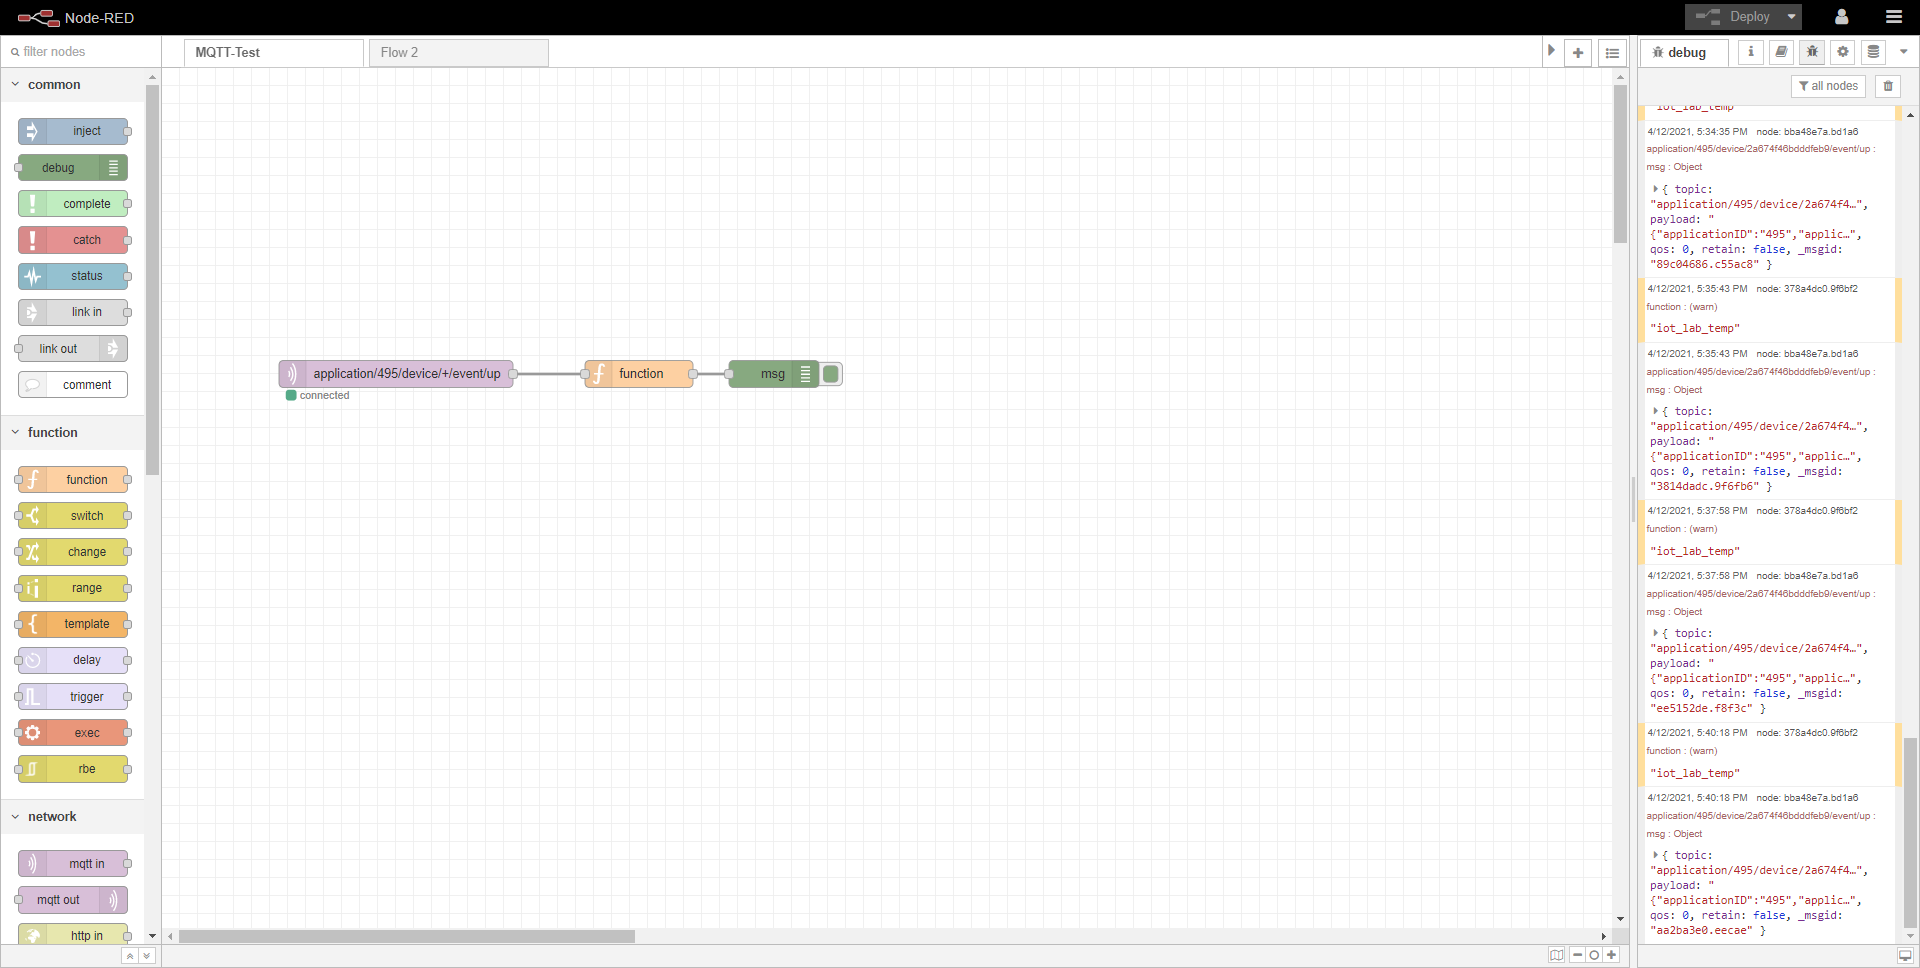 Node-RED
Deploy
filter nodes
MQTT-Test
Flow 2
debug
i
all nodes
common
inject
debug
complete
catch
status
link in
link out
comment
function
function
switch
change
range
template
delay
trigger
exec
rbe
network
mqtt in
mqtt out
http in
application/495/device/+/event/up
connected
function
msg
"iot_lab_temp"
4/12/2021, 5:34:35 PM node: bba48e7a.bd1a6
application/495/device/2a674f46bdddfeb9/event/up :
msg : Object
{ topic:
"application/495/device/2a674f4…",
payload: "
{"applicationID":"495","applic…",
qos: 0, retain: false, _msgid:
"89c04686.c55ac8" }
4/12/2021, 5:35:43 PM node: 378a4dc0.9f6bf2
function : (warn)
"iot_lab_temp"
4/12/2021, 5:35:43 PM node: bba48e7a.bd1a6
application/495/device/2a674f46bdddfeb9/event/up :
msg : Object
{ topic:
"application/495/device/2a674f4…",
payload: "
{"applicationID":"495","applic…",
qos: 0, retain: false, _msgid:
"3814dadc.9f6fb6" }
4/12/2021, 5:37:58 PM node: 378a4dc0.9f6bf2
function : (warn)
"iot_lab_temp"
4/12/2021, 5:37:58 PM node: bba48e7a.bd1a6
application/495/device/2a674f46bdddfeb9/event/up :
msg : Object
{ topic:
"application/495/device/2a674f4…",
payload: "
{"applicationID":"495","applic…",
qos: 0, retain: false, _msgid:
"ee5152de.f8f3c" }
4/12/2021, 5:40:18 PM node: 378a4dc0.9f6bf2
function : (warn)
"iot_lab_temp"
4/12/2021, 5:40:18 PM node: bba48e7a.bd1a6
application/495/device/2a674f46bdddfeb9/event/up :
msg : Object
{ topic:
"application/495/device/2a674f4…",
payload: "
{"applicationID":"495","applic…",
qos: 0, retain: false, _msgid:
"aa2ba3e0.eecae" }